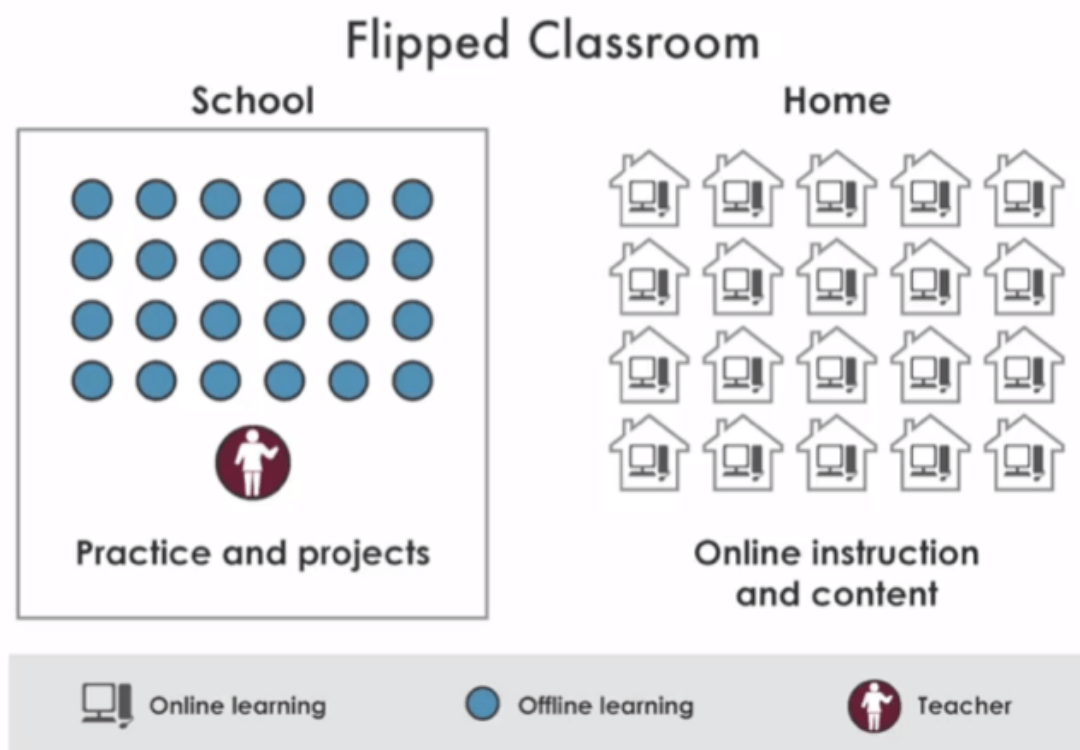 Flipped Classroom
School
Home
Practice and projects
Online instruction
and content
Online learning
Offline learning
Teacher